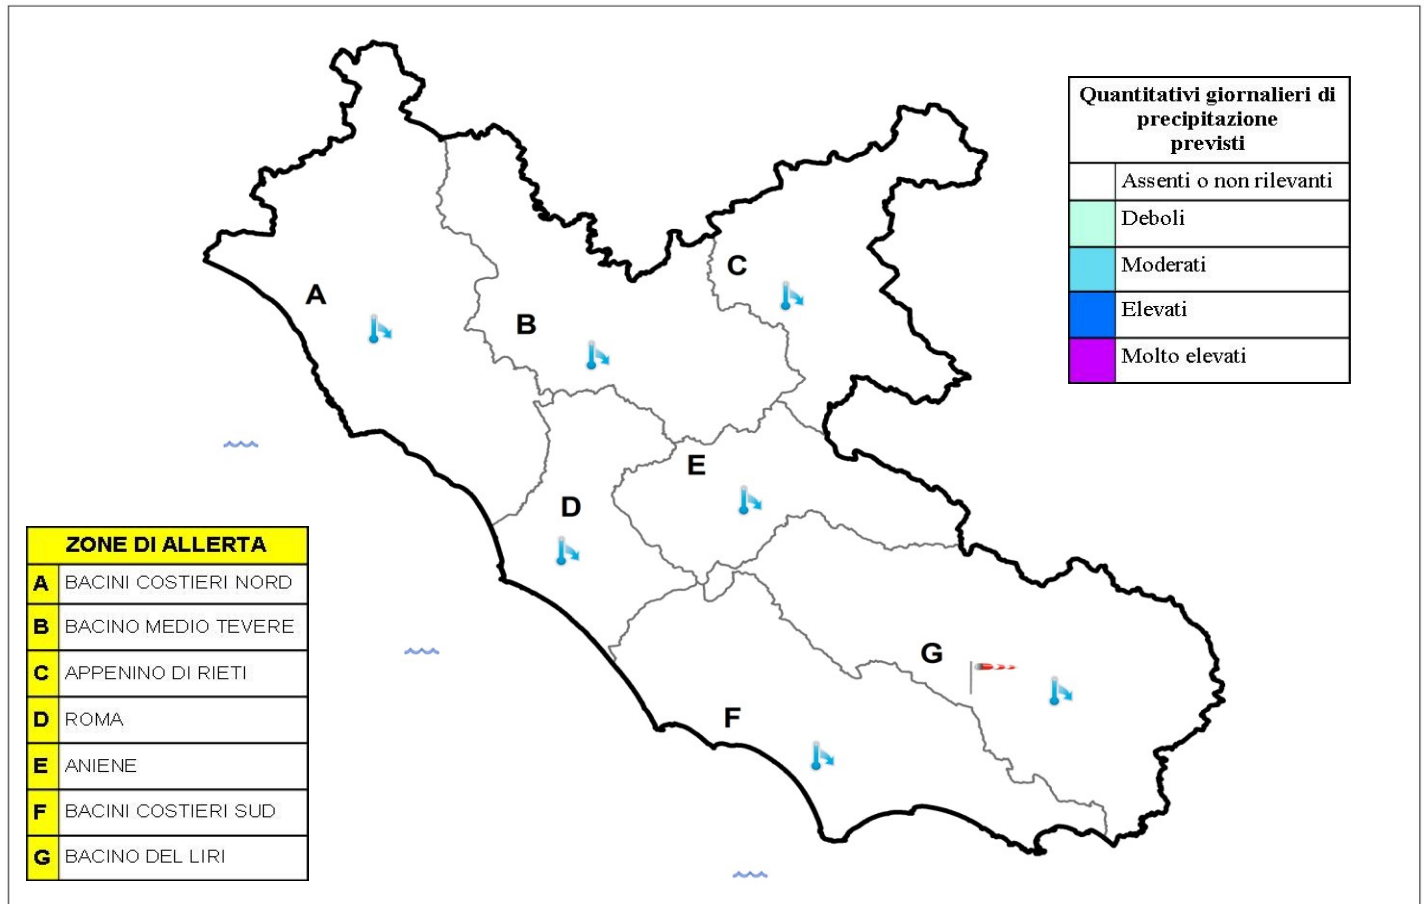 Quantitativi giornalieri di
precipitazione
previsti
Assenti o non rilevanti
Deboli
Moderati
Elevati
Molto elevati
C
A
B
E
D
G
F
ZONE DI ALLERTA
A BACINI COSTIERI NORD
B BACINO MEDIO TEVERE
C APPENINO DI RIETI
D ROMA
E ANIENE
F BACINI COSTIERI SUD
G BACINO DEL LIRI